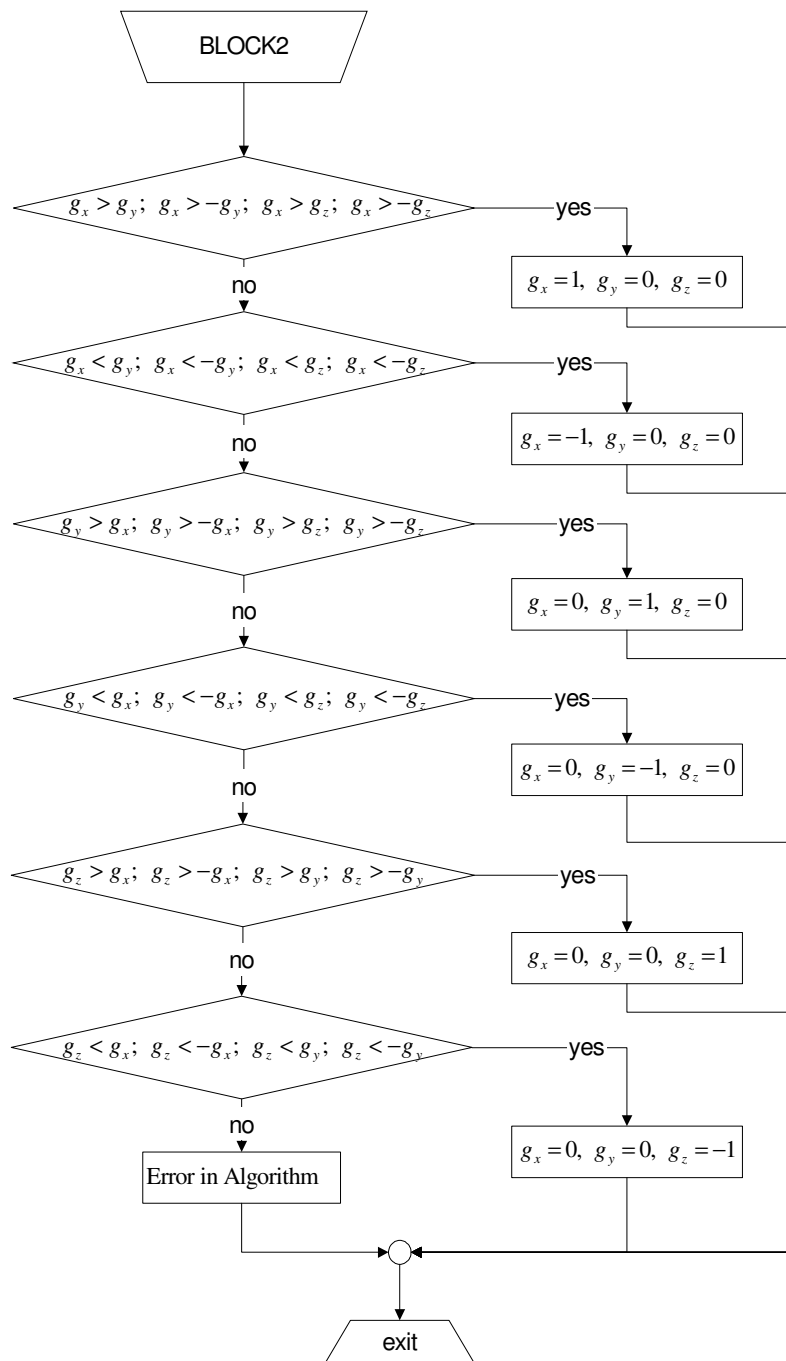 BLOCK2
g_x > g_y; g_x > −g_y; g_x > g_z; g_x > −g_z
yes
no
g_x = 1, g_y = 0, g_z = 0
g_x < g_y; g_x < −g_y; g_x < g_z; g_x < −g_z
yes
no
g_x = −1, g_y = 0, g_z = 0
g_y > g_x; g_y > −g_x; g_y > g_z; g_y > −g_z
yes
no
g_x = 0, g_y = 1, g_z = 0
g_y < g_x; g_y < −g_x; g_y < g_z; g_y < −g_z
yes
no
g_x = 0, g_y = −1, g_z = 0
g_z > g_x; g_z > −g_x; g_z > g_y; g_z > −g_y
yes
no
g_x = 0, g_y = 0, g_z = 1
g_z < g_x; g_z < −g_x; g_z < g_y; g_z < −g_y
yes
no
g_x = 0, g_y = 0, g_z = −1
Error in Algorithm
exit